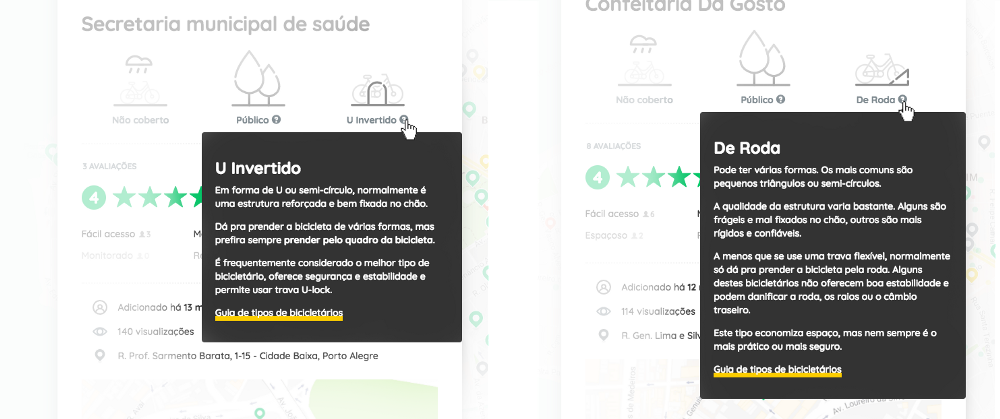 Secretaria municipal de saúde
Não coberto
Público
U Invertido
3 AVALIAÇÕES
4
Fácil acesso 3
Monitorado
U Invertido
Em forma de U ou semi-círculo, normalmente é
uma estrutura reforçada e bem fixada no chão.
Dá pra prender a bicicleta de várias formas, mas
prefira sempre prender pelo quadro da bicicleta.
É frequentemente considerado o melhor tipo de
bicicletário, oferece segurança e estabilidade e
permite usar trava U-lock.
Guia de tipos de bicicletários
Adicionado há 13 m
140 visualizações
R. Prof. Sarmento Barata, 1-15 - Cidade Baixa, Porto Alegre
Confeitaria Da Gosto
Não coberto
Público
De Roda
8 AVALIAÇÕES
4
Fácil acesso 6
Espaçoso 2
De Roda
Pode ter várias formas. Os mais comuns são
pequenos triângulos ou semi-círculos.
A qualidade da estrutura varia bastante. Alguns são
frágeis e mal fixados no chão, outros são mais
rígidos e confiáveis.
A menos que se use uma trava flexível, normalmente
só dá pra prender a bicicleta pela roda. Alguns
destes bicicletários não oferecem boa estabilidade e
podem danificar a roda, os raios ou o câmbio
traseiro.
Este tipo economiza espaço, mas nem sempre é o
mais prático ou mais seguro.
Guia de tipos de bicicletários
Adicionado há 12
114 visualizações
R. Gen. Lima e Silv